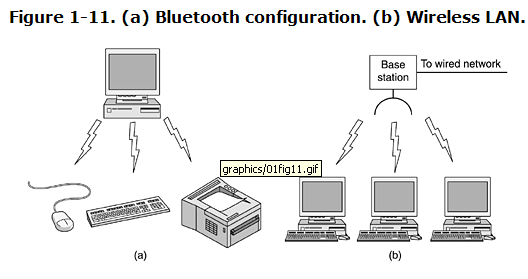 Figure 1-11. (a) Bluetooth configuration. (b) Wireless LAN.
Base
station
To wired network
graphics/01fig11.gif
(a)
(b)